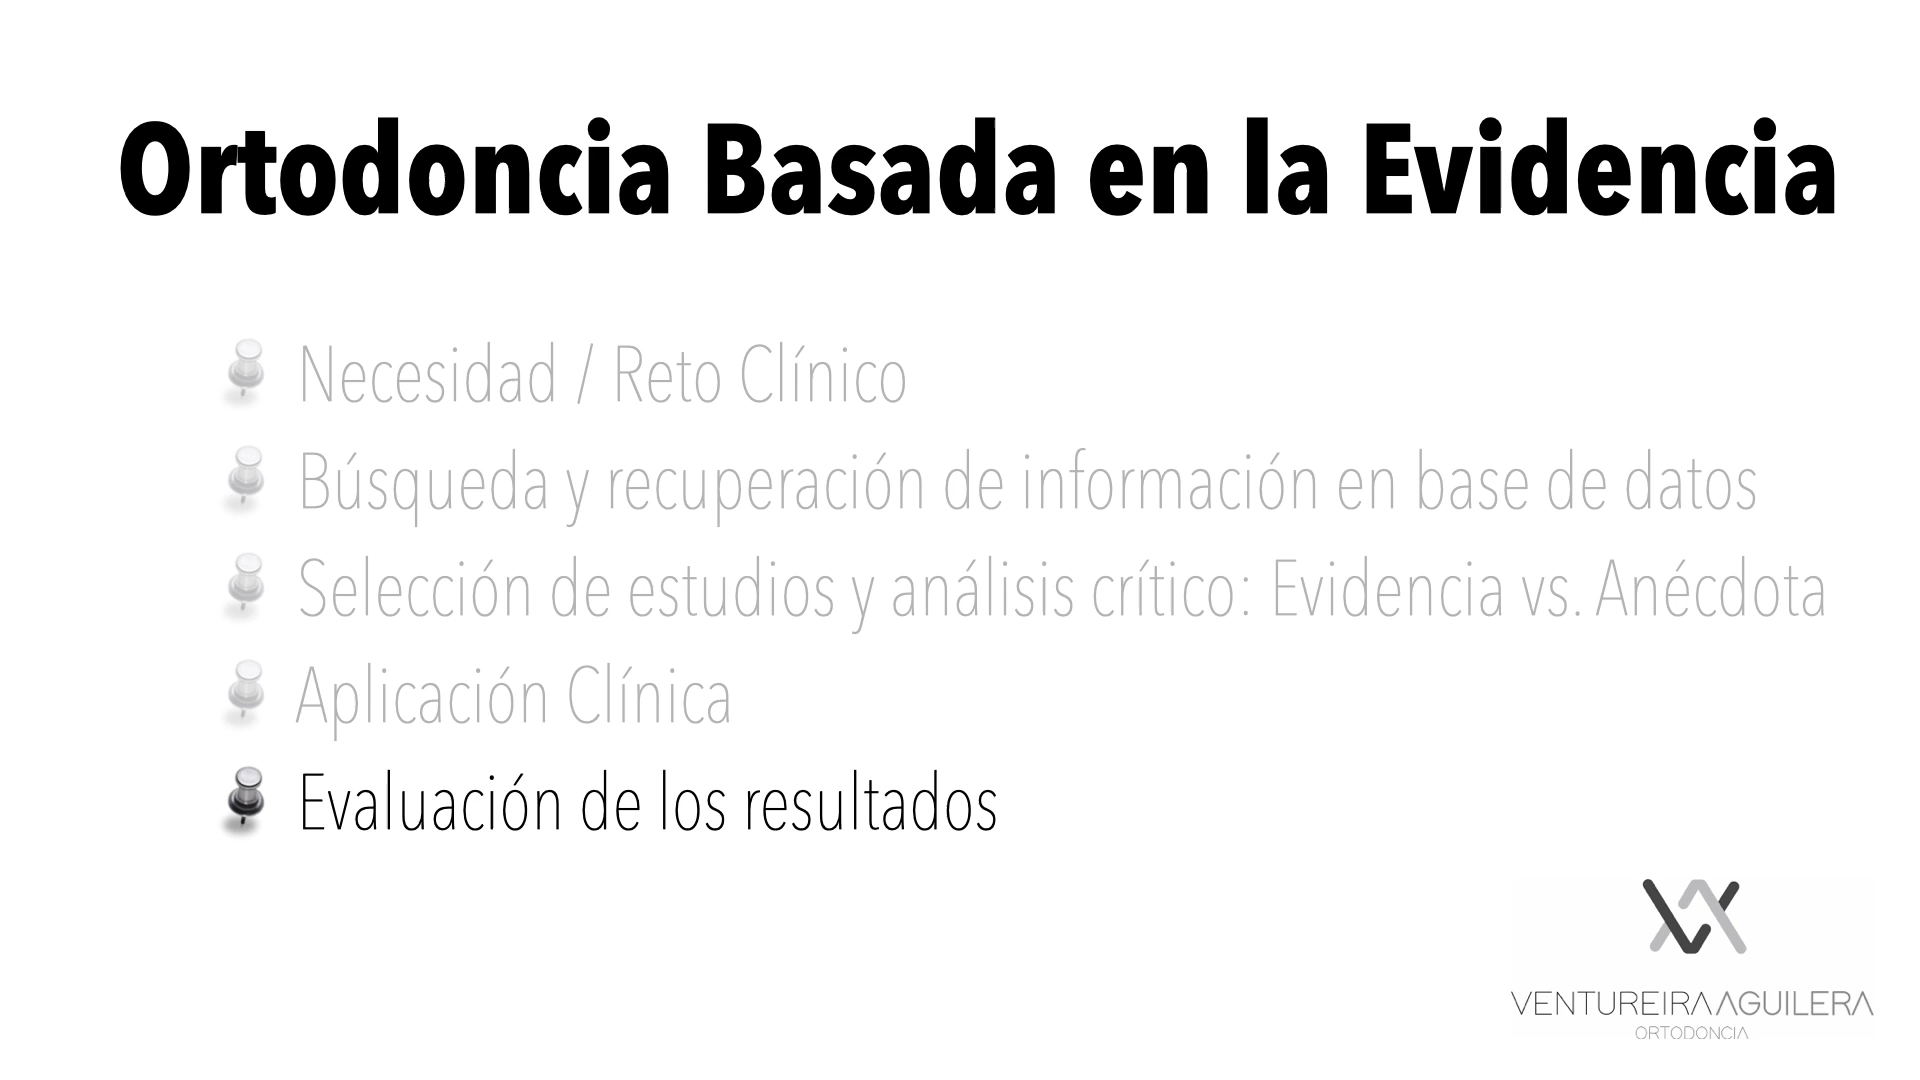 Ortodoncia Basada en la Evidencia
Necesidad / Reto Clínico
Búsqueda y recuperación de información en base de datos
Selección de estudios y análisis crítico: Evidencia vs. Anécdota
Aplicación Clínica
Evaluación de los resultados
VENTUREIRA AGUILERA
ORTODONCIA